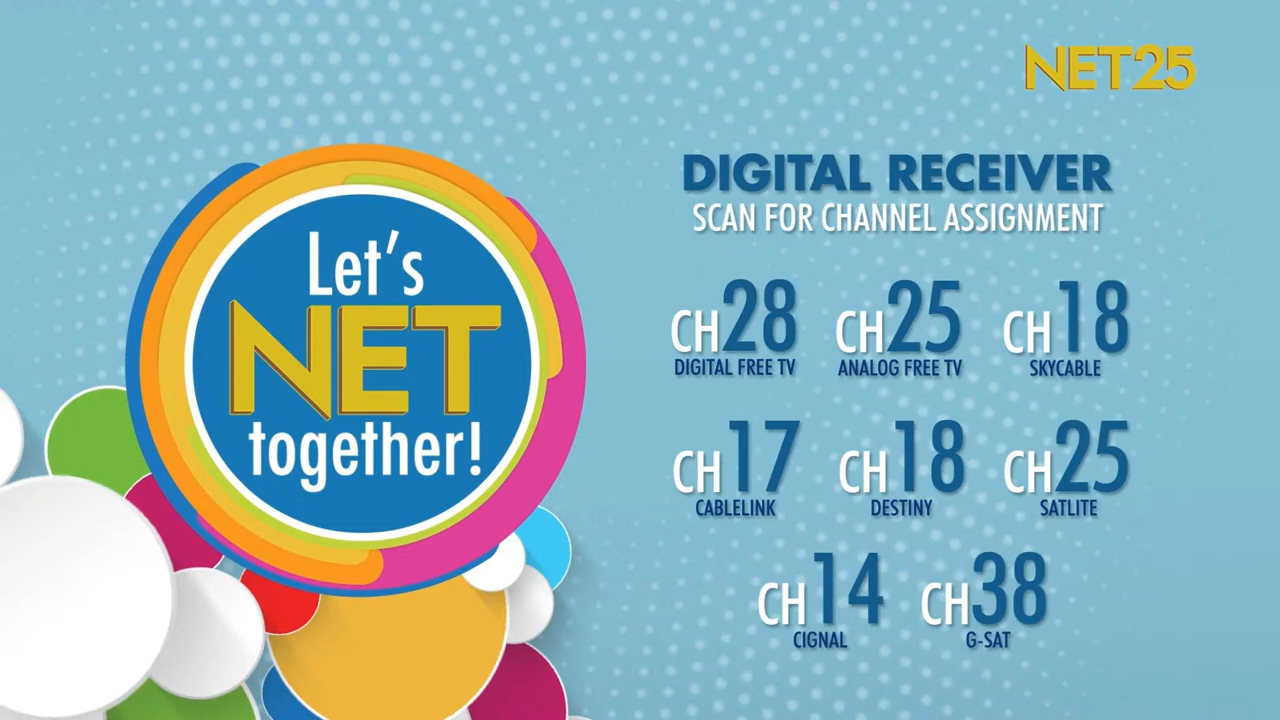 NET25
Let's
NET
together!
DIGITAL RECEIVER
SCAN FOR CHANNEL ASSIGNMENT
CH28 CH25 CH18
DIGITAL FREE TV ANALOG FREE TV SKYCABLE
CH17 CH18 CH25
CABLELINK DESTINY SATLITE
CH14 CH38
CIGNAL G-SAT